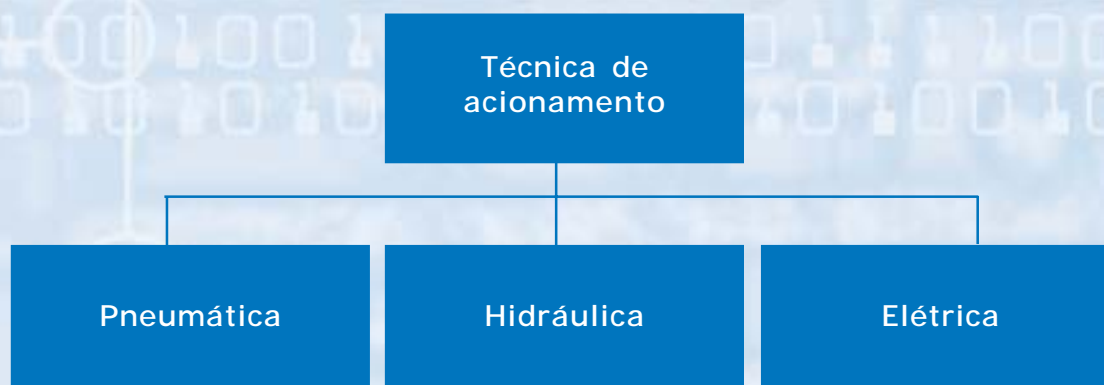 Técnica de
acionamento
Pneumática
Hidráulica
Elétrica